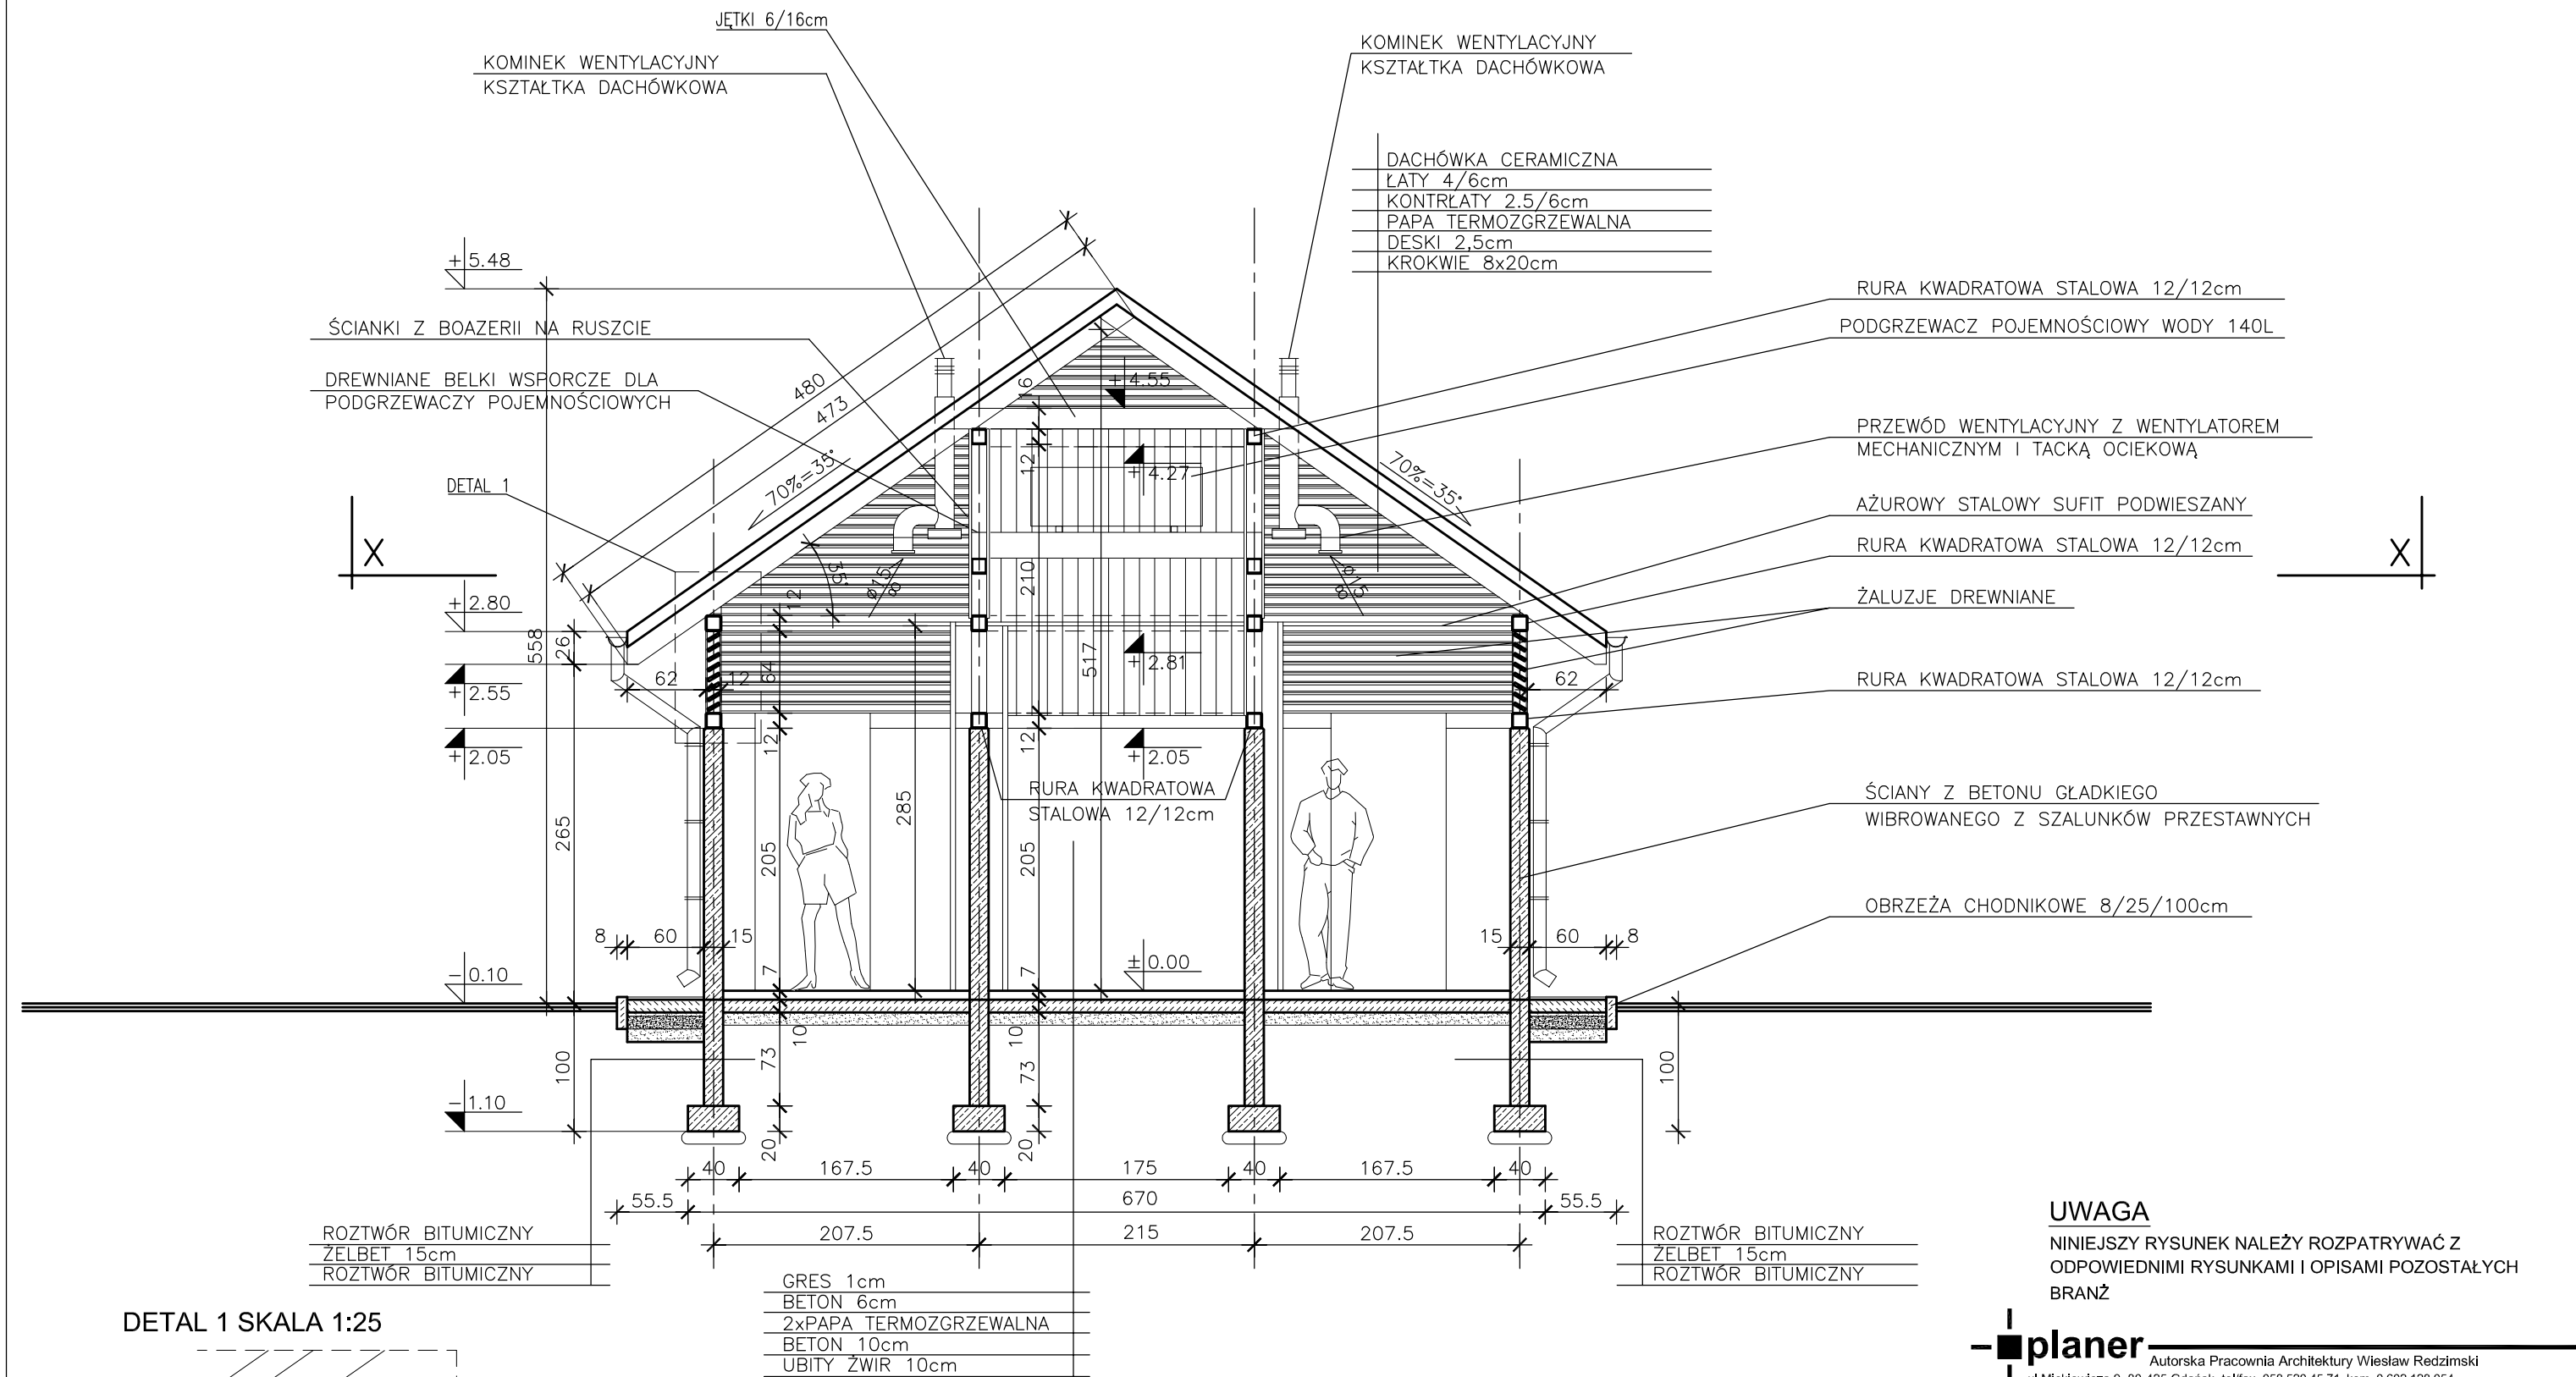 JĘTKI 6/16cm
KOMINEK WENTYLACYJNY
KSZTAŁTKA DACHÓWKOWA
KOMINEK WENTYLACYJNY
KSZTAŁTKA DACHÓWKOWA
DACHÓWKA CERAMICZNA
ŁATY 4/6cm
KONTRŁATY 2.5/6cm
PAPA TERMOZGRZEWALNA
DESKI 2,5cm
KROKWIE 8x20cm
+5.48
ŚCIANKI Z BOAZERII NA RUSZCIE
DREWNIANE BELKI WSPORCZE DLA
PODGRZEWACZY POJEMNOŚCIOWYCH
DETAL 1
X
+2.80
558
26
+2.55
+2.05
265
-0.10
100
-1.10
480
473
70%=35°
35°
ø15
8
12
62
12
64
12
285
205
8
60
15
7
10
73
20
16
+4.55
12
+4.27
210
517
+2.81
12
+2.05
RURA KWADRATOWA
STALOWA 12/12cm
205
±0.00
7
10
73
20
70%=35°
ø15
8
62
15
60
8
100
RURA KWADRATOWA STALOWA 12/12cm
PODGRZEWACZ POJEMNOŚCIOWY WODY 140L
PRZEWÓD WENTYLACYJNY Z WENTYLATOREM
MECHANICZNYM I TACKĄ OCIEKOWĄ
AŻUROWY STALOWY SUFIT PODWIESZANY
RURA KWADRATOWA STALOWA 12/12cm
X
ŻALUZJE DREWNIANE
RURA KWADRATOWA STALOWA 12/12cm
ŚCIANY Z BETONU GŁADKIEGO
WIBROWANEGO Z SZALUNKÓW PRZESTAWNYCH
OBRZEŻA CHODNIKOWE 8/25/100cm
40 167.5 40 175 40 167.5 40
55.5 670 55.5
207.5 215 207.5
ROZTWÓR BITUMICZNY
ŻELBET 15cm
ROZTWÓR BITUMICZNY
GRES 1cm
BETON 6cm
2xPAPA TERMOZGRZEWALNA
BETON 10cm
UBITY ŻWIR 10cm
ROZTWÓR BITUMICZNY
ŻELBET 15cm
ROZTWÓR BITUMICZNY
DETAL 1 SKALA 1:25
UWAGA
NINIEJSZY RYSUNEK NALEŻY ROZPATRYWAĆ Z
ODPOWIEDNIMI RYSUNKAMI I OPISAMI POZOSTAŁYCH
BRANŻ
planer
Autorska Pracownia Architektury Wiesław Redzimski